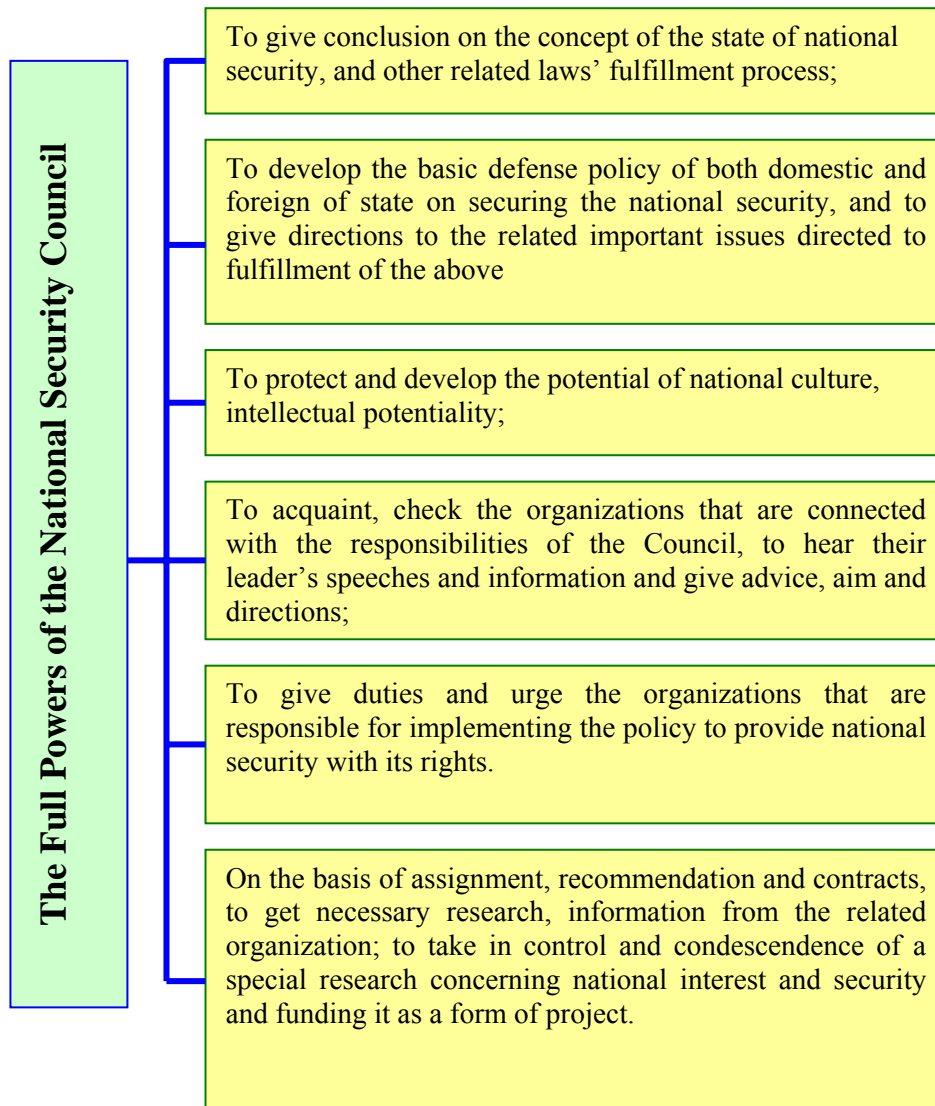 The Full Powers of the National Security Council
To give conclusion on the concept of the state of national
security, and other related laws’ fulfillment process;
To develop the basic defense policy of both domestic and
foreign of state on securing the national security, and to
give directions to the related important issues directed to
fulfillment of the above
To protect and develop the potential of national culture,
intellectual potentiality;
To acquaint, check the organizations that are connected
with the responsibilities of the Council, to hear their
leader’s speeches and information and give advice, aim and
directions;
To give duties and urge the organizations that are
responsible for implementing the policy to provide national
security with its rights.
On the basis of assignment, recommendation and contracts,
to get necessary research, information from the related
organization; to take in control and condescendence of a
special research concerning national interest and security
and funding it as a form of project.